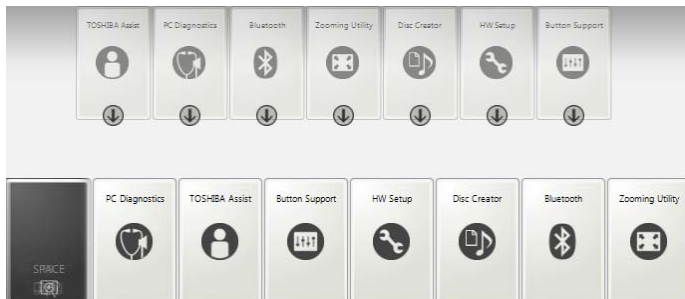 TOSHIBA Assist
PC Diagnostics
Bluetooth
Zooming Utility
Disc Creator
HW Setup
Button Support
PC Diagnostics
TOSHIBA Assist
Button Support
HW Setup
Disc Creator
Bluetooth
Zooming Utility
SPACE